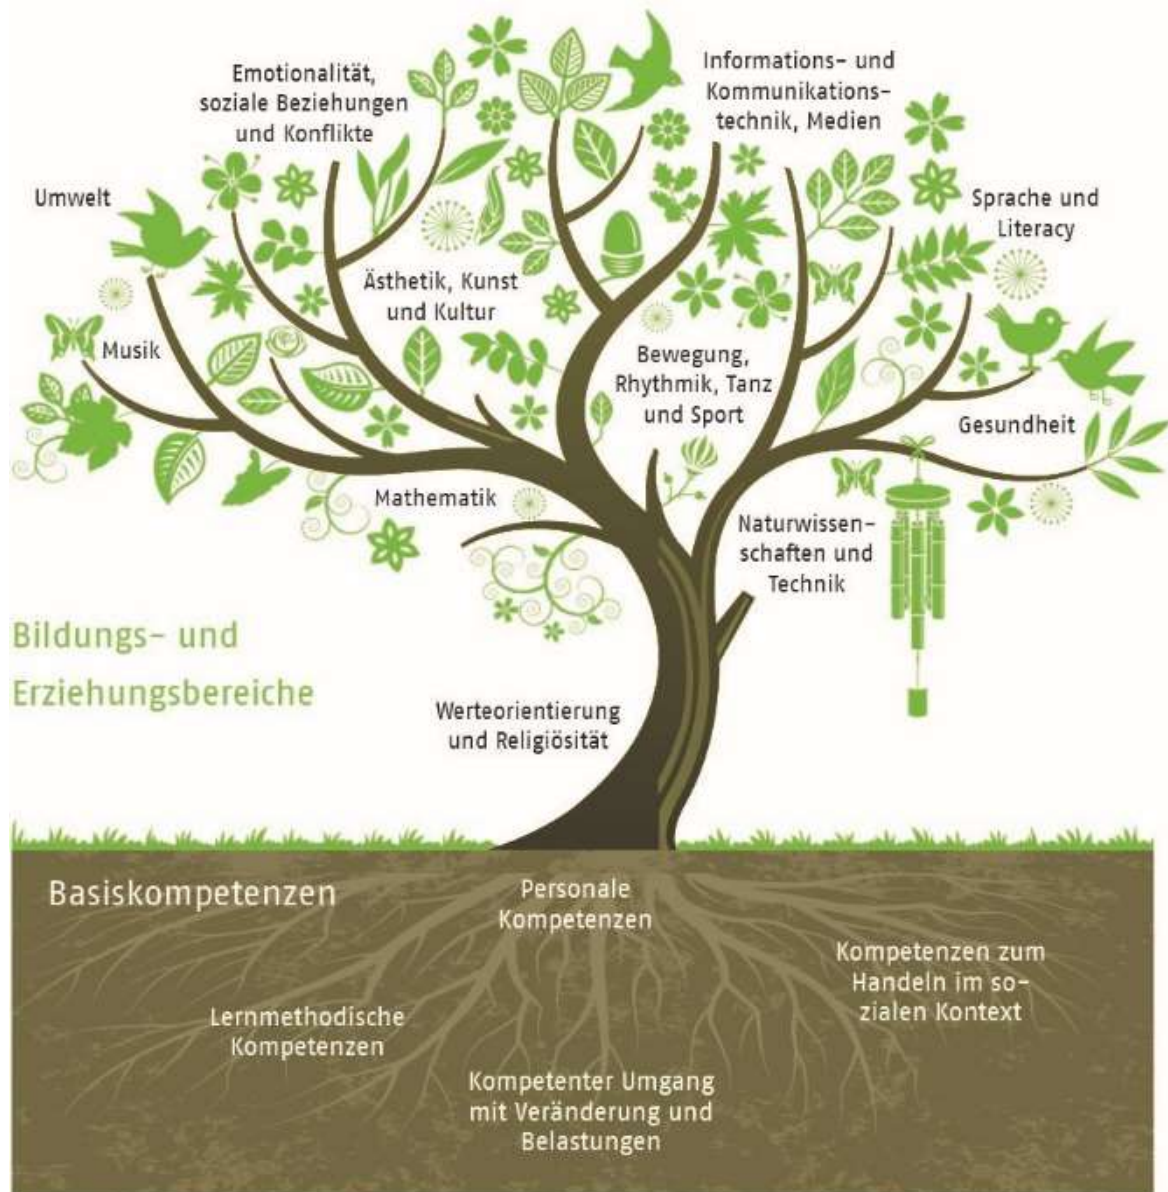 Emotionalität,
soziale Beziehungen
und Konflikte
Informations- und
Kommunikations-
technik, Medien
Umwelt
Sprache und
Literacy
Ästhetik, Kunst
und Kultur
Musik
Bewegung,
Rhythmik, Tanz
und Sport
Gesundheit
Mathematik
Naturwissen-
schaften und
Technik
Bildungs- und
Erziehungsbereiche
Werteorientierung
und Religiösität
Basiskompetenzen
Personale
Kompetenzen
Kompetenzen zum
Handeln im so-
zialen Kontext
Lernmethodische
Kompetenzen
Kompetenter Umgang
mit Veränderung und
Belastungen